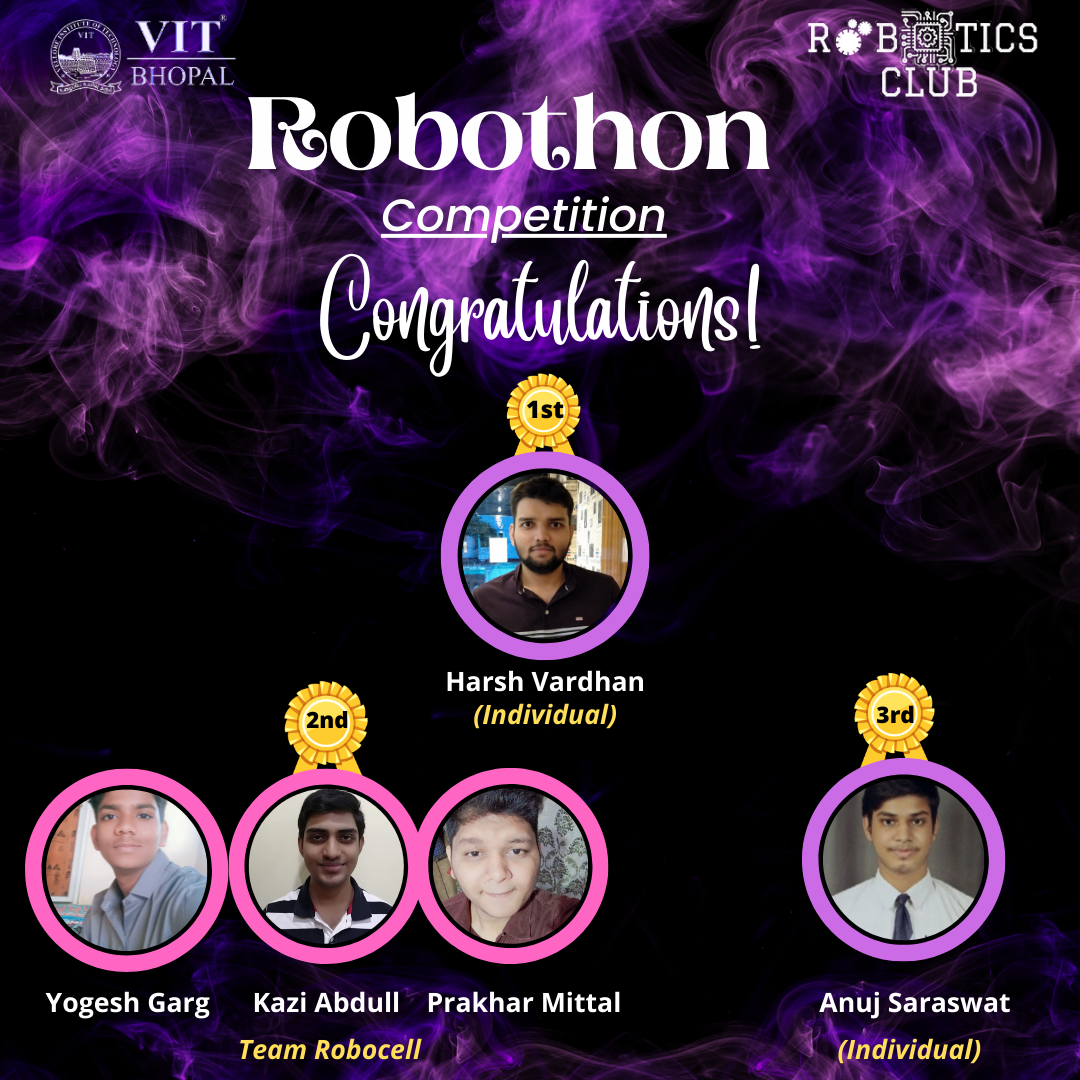 VIT®
BHOPAL
VIT
ROBOTICS
CLUB
Robothon
Competition
Congratulations!
1st
Harsh Vardhan
(Individual)
2nd
3rd
Yogesh Garg
Kazi Abdull
Prakhar Mittal
Team Robocell
Anuj Saraswat
(Individual)